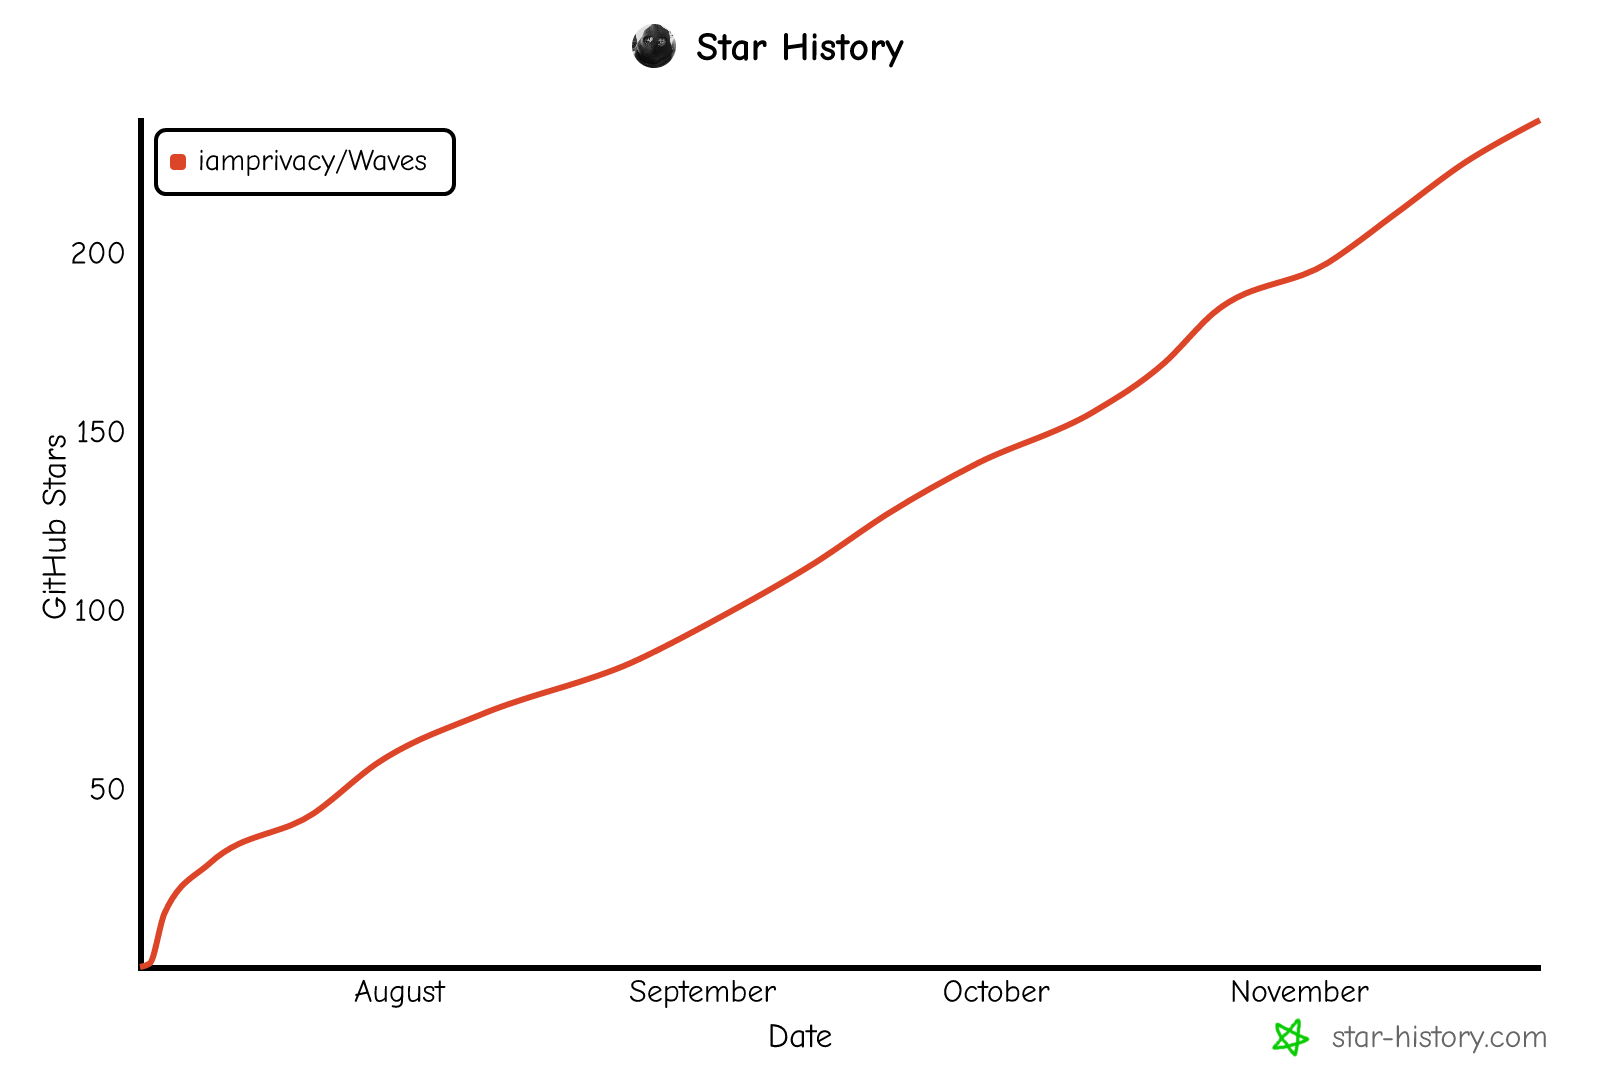 Star History
iamprivacy/Waves
200
150
100
50
GitHub Stars
August
September
October
November
Date
star-history.com